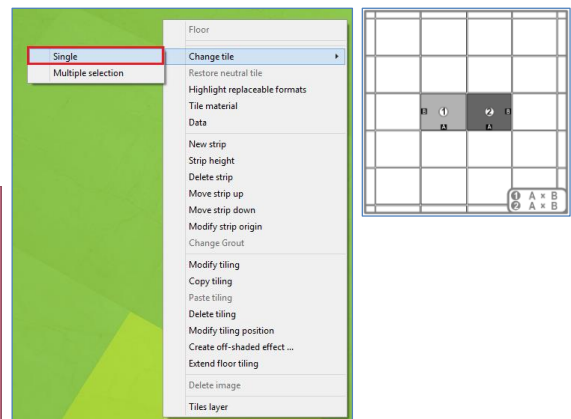 Floor
Single
Multiple selection
Change tile
Restore neutral tile
Highlight replaceable formats
Tile material
Data
New strip
Strip height
Delete strip
Move strip up
Move strip down
Modify strip origin
Change Grout
Modify tiling
Copy tiling
Paste tiling
Delete tiling
Modify tiling position
Create off-shaded effect ...
Extend floor tiling
Delete image
Tiles layer
B 1 2 B
A A
1 A × B
2 A × B